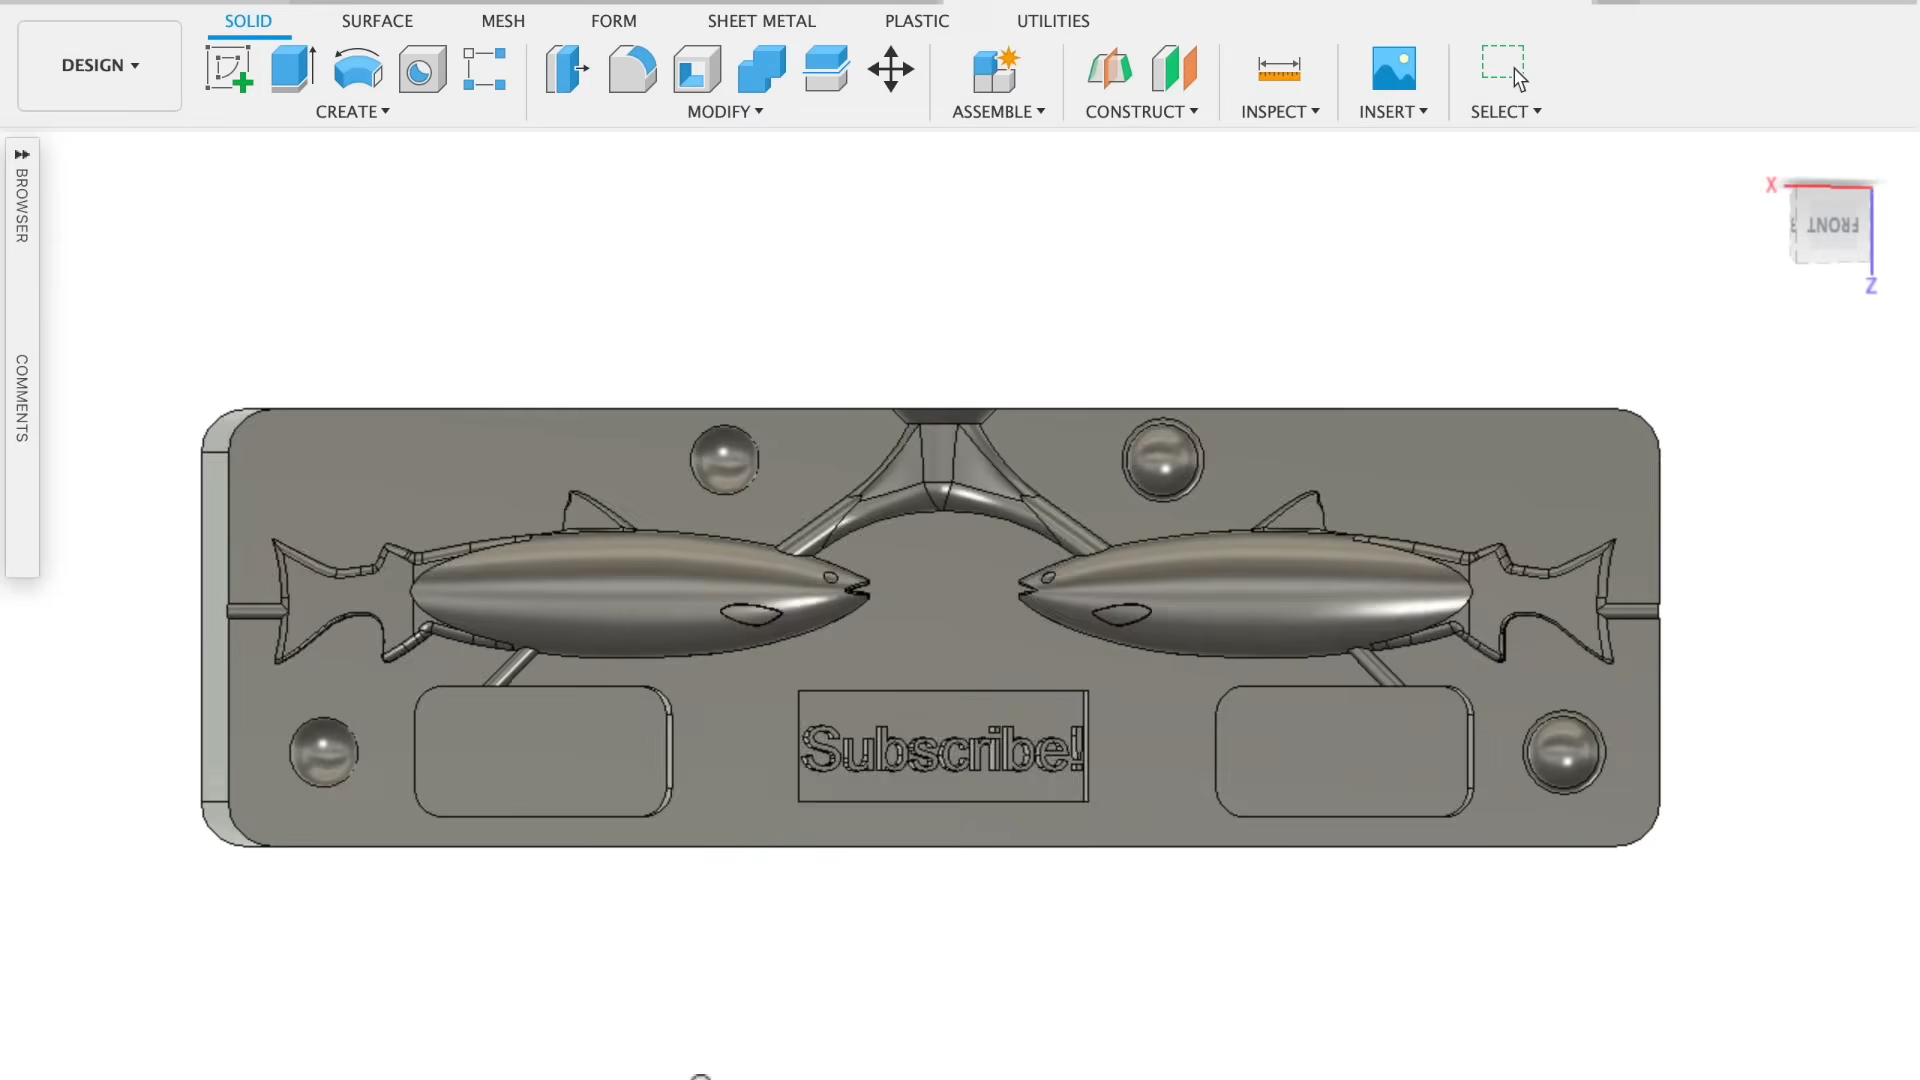 SOLID SURFACE MESH FORM SHEET METAL PLASTIC UTILITIES
DESIGN
CREATE MODIFY ASSEMBLE CONSTRUCT INSPECT INSERT SELECT
BROWSER
COMMENTS
X
FRONT
Z
Subscribe!